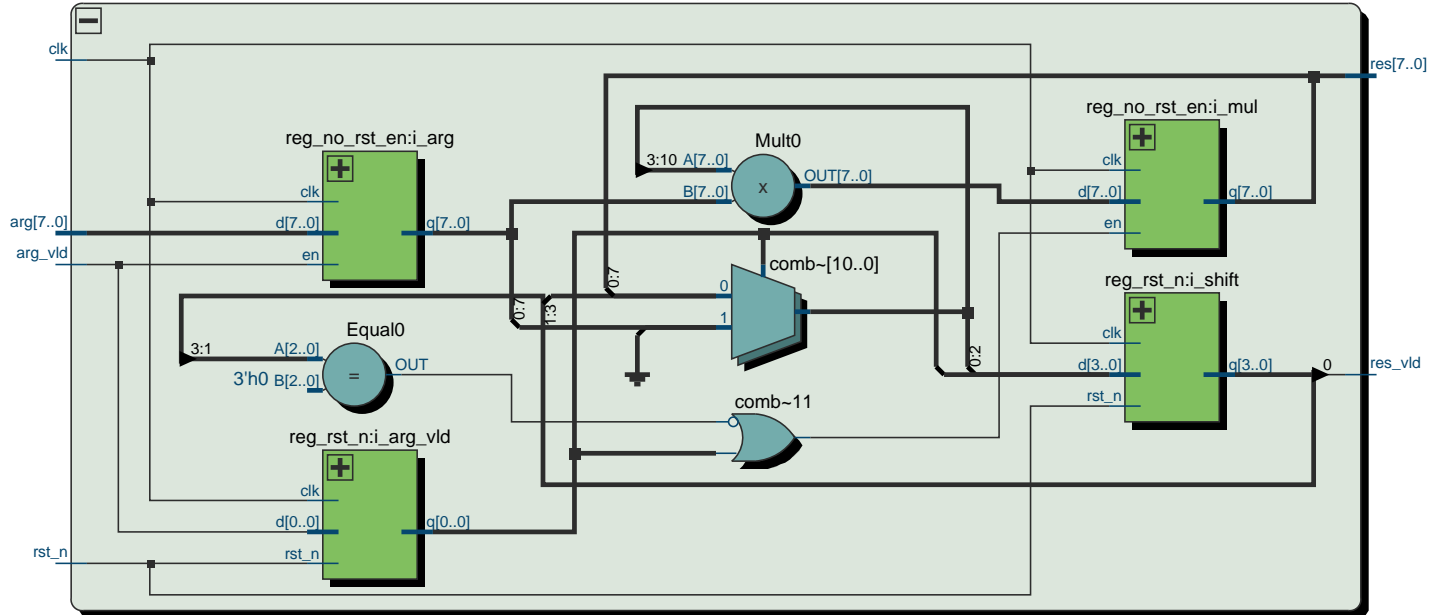 clk
res[7..0]
reg_no_rst_en:i_mul
reg_no_rst_en:i_arg
Mult0
clk
3:10 A[7..0]
OUT[7..0]
x
B[7..0]
d[7..0]
q[7..0]
en
clk
arg[7..0]
d[7..0]
q[7..0]
arg_vld
en
comb~[10..0]
reg_rst_n:i_shift
0:7
0
1
0:7
1:3
Equal0
clk
3:1
A[2..0]
OUT
=
3'h0 B[2..0]
0:2
d[3..0]
q[3..0]
0
res_vld
rst_n
comb~11
reg_rst_n:i_arg_vld
clk
d[0..0]
q[0..0]
rst_n
rst_n